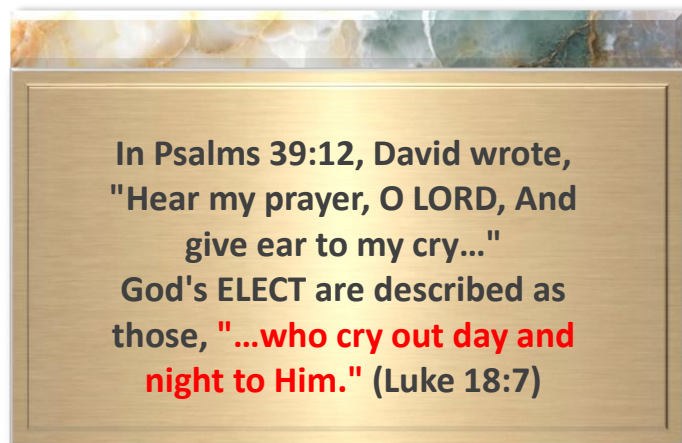 In Psalms 39:12, David wrote,
"Hear my prayer, O LORD, And
give ear to my cry…"
God's ELECT are described as
those, "…who cry out day and
night to Him." (Luke 18:7)